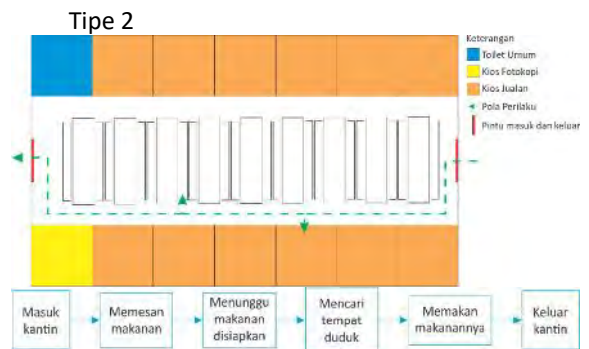 Tipe 2
Keterangan
Toilet Umum
Kios Fotokopi
Kios Jualan
Pola Perilaku
Pintu masuk dan keluar
Masuk
kantin
Memesan
makanan
Menunggu
makanan
disiapkan
Mencari
tempat
duduk
Memakan
makanannya
Keluar
kantin